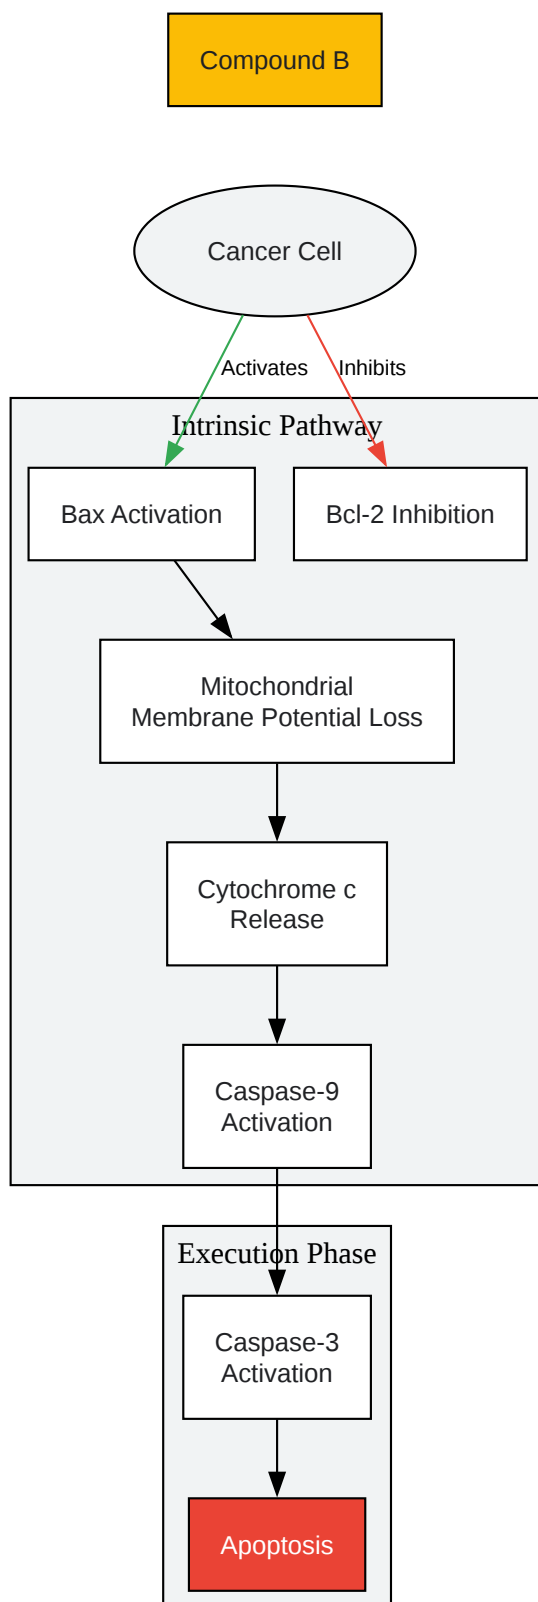 Compound B
Cancer Cell
Activates
Inhibits
Intrinsic Pathway
Bax Activation
Bcl-2 Inhibition
Mitochondrial
Membrane Potential Loss
Cytochrome c
Release
Caspase-9
Activation
Execution Phase
Caspase-3
Activation
Apoptosis